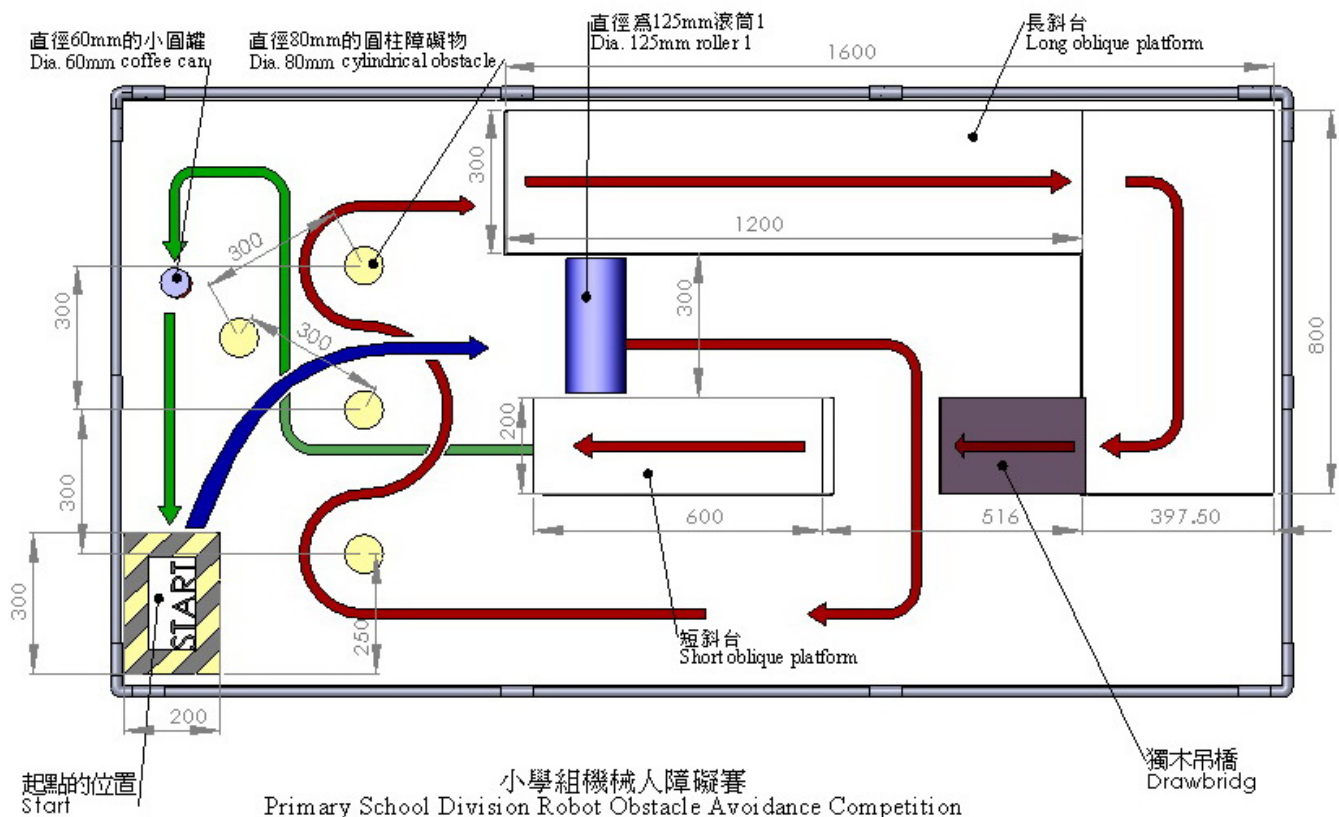 直徑60mm的小圓罐
Dia. 60mm coffee can
直徑80mm的圓柱障礙物
Dia. 80mm cylindrical obstacle
直徑爲125mm滾筒1
Dia. 125mm roller 1
長斜台
Long oblique platform
1600
300
1200
300
300
300
300
800
200
600
516
397.50
300
START
300
250
200
短斜台
Short oblique platform
起點的位置
Start
獨木吊橋
Drawbridg
小學組機械人障礙賽
Primary School Division Robot Obstacle Avoidance Competition